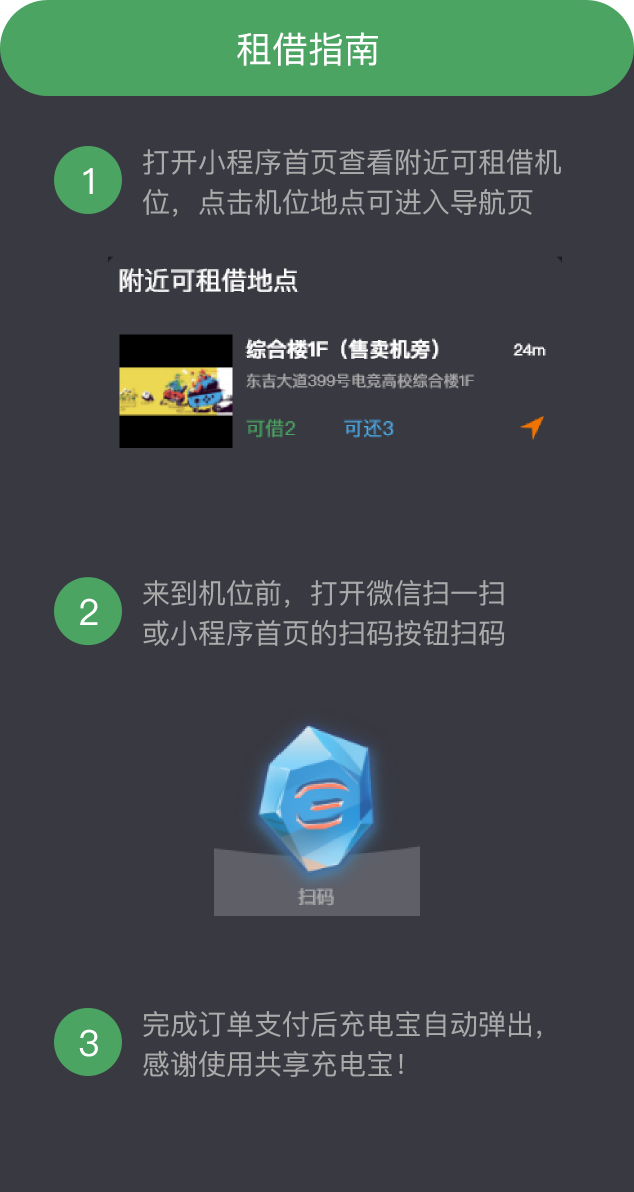 租借指南
1
打开小程序首页查看附近可租借机
位，点击机位地点可进入导航页
附近可租借地点
综合楼1F（售卖机旁）
24m
东吉大道399号电竞高校综合楼1F
可借2
可还3
2
来到机位前，打开微信扫一扫
或小程序首页的扫码按钮扫码
扫码
3
完成订单支付后充电宝自动弹出，
感谢使用共享充电宝！